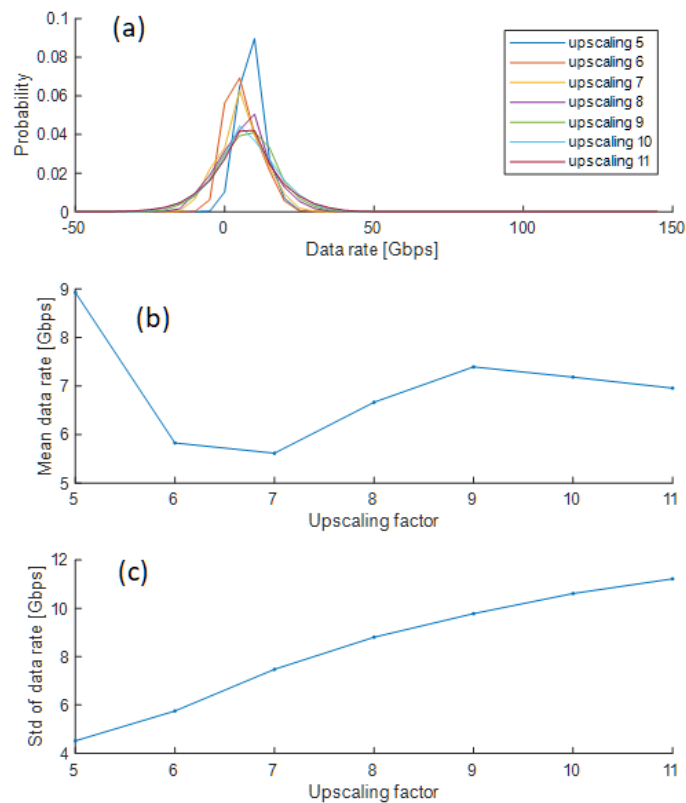 (a)
0.1
0.08
0.06
0.04
0.02
0
Probability
-50
0
50
100
150
Data rate [Gbps]
upscaling 5
upscaling 6
upscaling 7
upscaling 8
upscaling 9
upscaling 10
upscaling 11
(b)
9
8
7
6
5
Mean data rate [Gbps]
5
6
7
8
9
10
11
Upscaling factor
(c)
12
10
8
6
4
Std of data rate [Gbps]
5
6
7
8
9
10
11
Upscaling factor